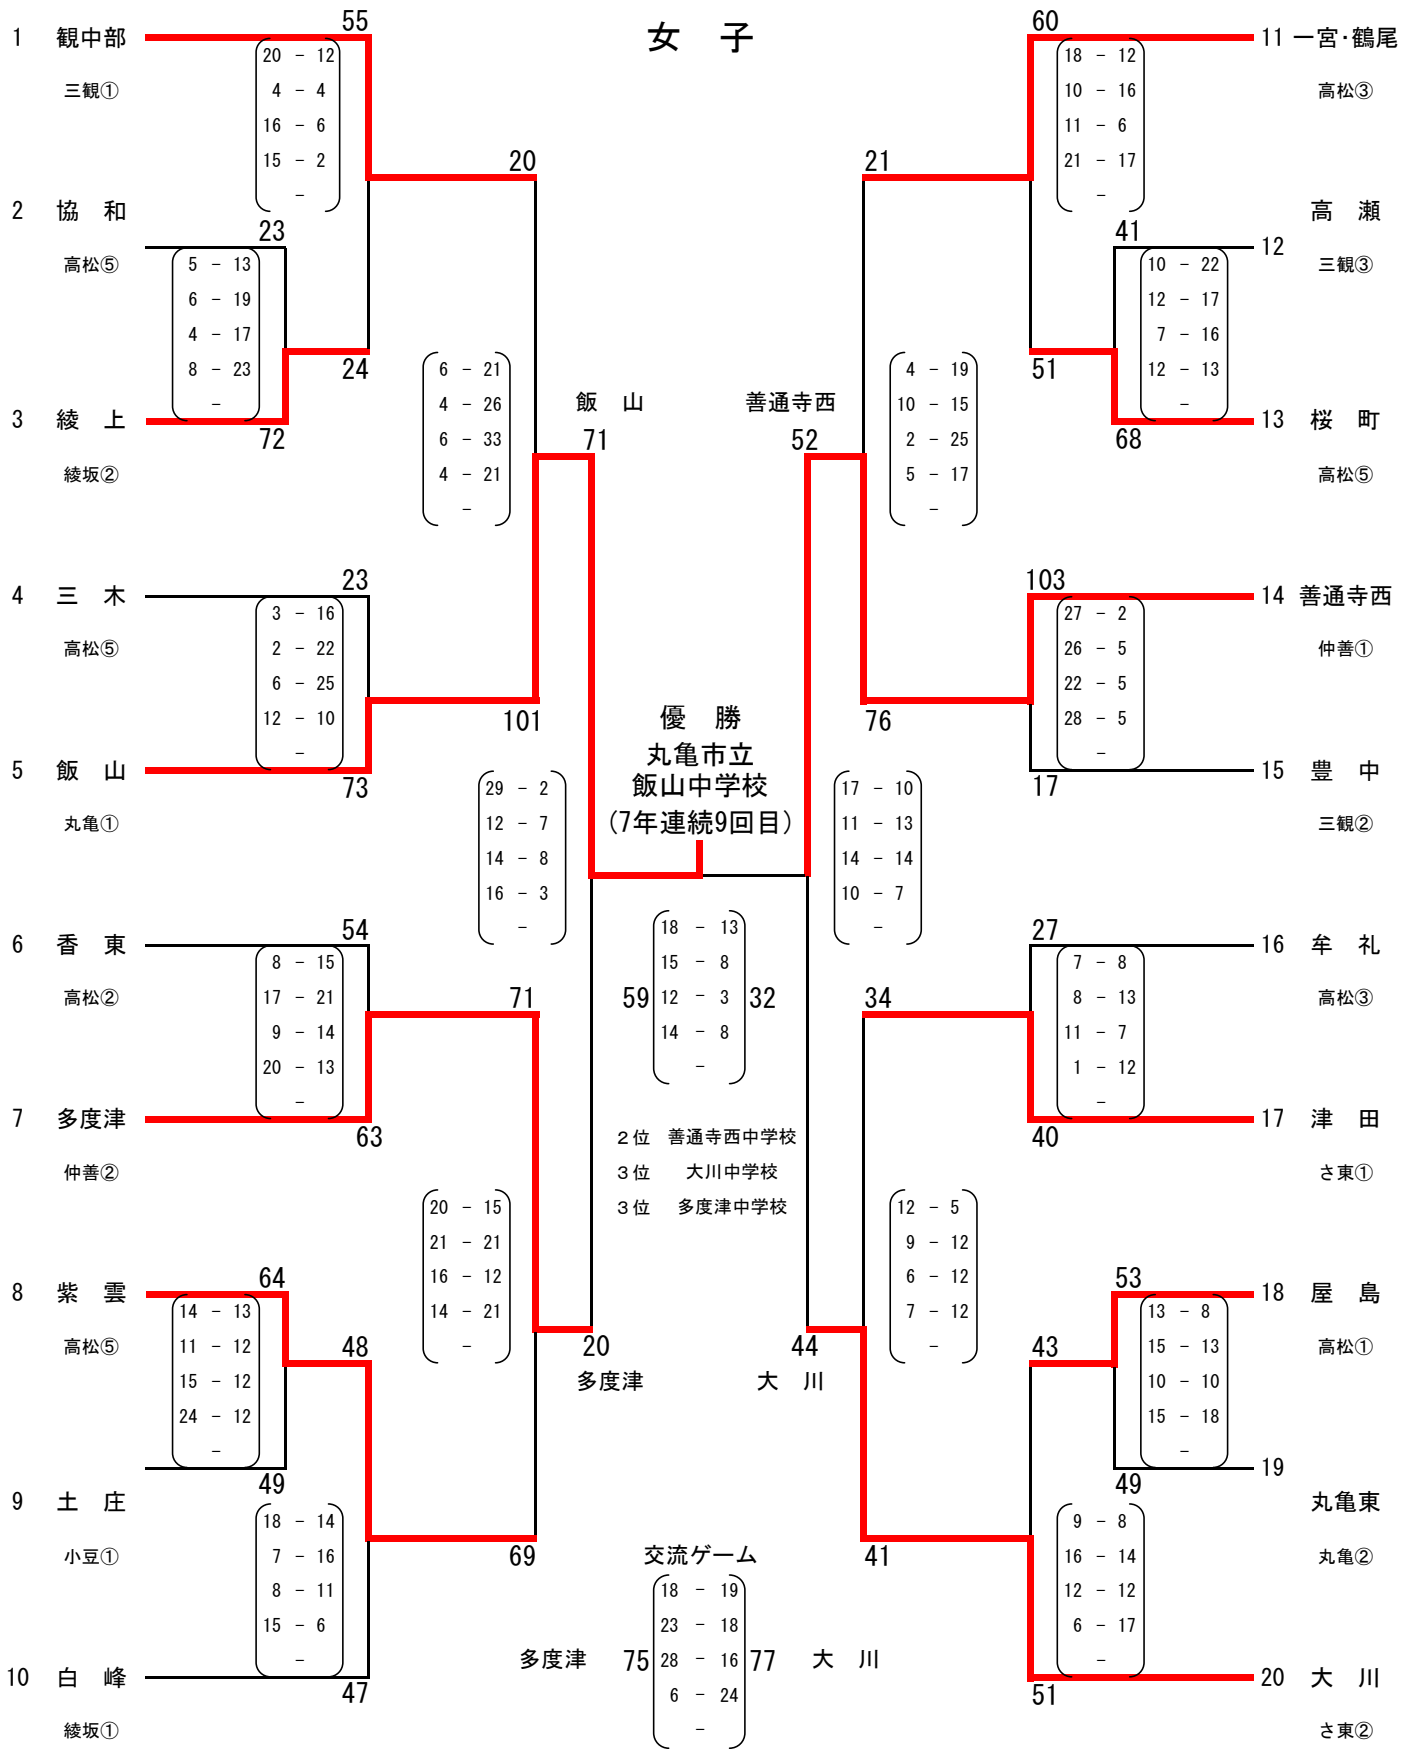 女 子
1 観中部
三観①
55
20 - 12
4 - 4
16 - 6
15 - 2
-
2 協 和
高松⑤
23
5 - 13
6 - 19
4 - 17
8 - 23
-
3 綾 上
綾坂②
72
24
20
6 - 21
4 - 26
6 - 33
4 - 21
-
飯 山
71
4 三 木
高松⑤
23
3 - 16
2 - 22
6 - 25
12 - 10
-
5 飯 山
丸亀①
73
101
29 - 2
12 - 7
14 - 8
16 - 3
-
6 香 東
高松②
54
8 - 15
17 - 21
9 - 14
20 - 13
-
7 多度津
仲善②
63
71
20 - 15
21 - 21
16 - 12
14 - 21
-
20
多度津
8 紫 雲
高松⑤
64
14 - 13
11 - 12
15 - 12
24 - 12
-
9 土 庄
小豆①
49
48
18 - 14
7 - 16
8 - 11
15 - 6
-
10 白 峰
綾坂①
47
69
優 勝
丸亀市立
飯山中学校
(7年連続9回目)
59
18 - 13
15 - 8
12 - 3
14 - 8
-
32
2位 善通寺西中学校
3位 大川中学校
3位 多度津中学校
交流ゲーム
多度津 75
18 - 19
23 - 18
28 - 16
6 - 24
-
77 大 川
60
11 一宮・鶴尾
高松③
18 - 12
10 - 16
11 - 6
21 - 17
-
高 瀬
12
三観③
41
10 - 22
12 - 17
7 - 16
12 - 13
-
13 桜 町
高松⑤
68
51
21
4 - 19
10 - 15
2 - 25
5 - 17
-
善通寺西
52
103
14 善通寺西
仲善①
27 - 2
26 - 5
22 - 5
28 - 5
-
15 豊 中
三観②
17
76
17 - 10
11 - 13
14 - 14
10 - 7
-
27
16 牟 礼
高松③
7 - 8
8 - 13
11 - 7
1 - 12
-
17 津 田
さ東①
40
34
12 - 5
9 - 12
6 - 12
7 - 12
-
44
大 川
53
18 屋 島
高松①
13 - 8
15 - 13
10 - 10
15 - 18
-
19
丸亀東
丸亀②
49
43
9 - 8
16 - 14
12 - 12
6 - 17
-
20 大 川
さ東②
51
41